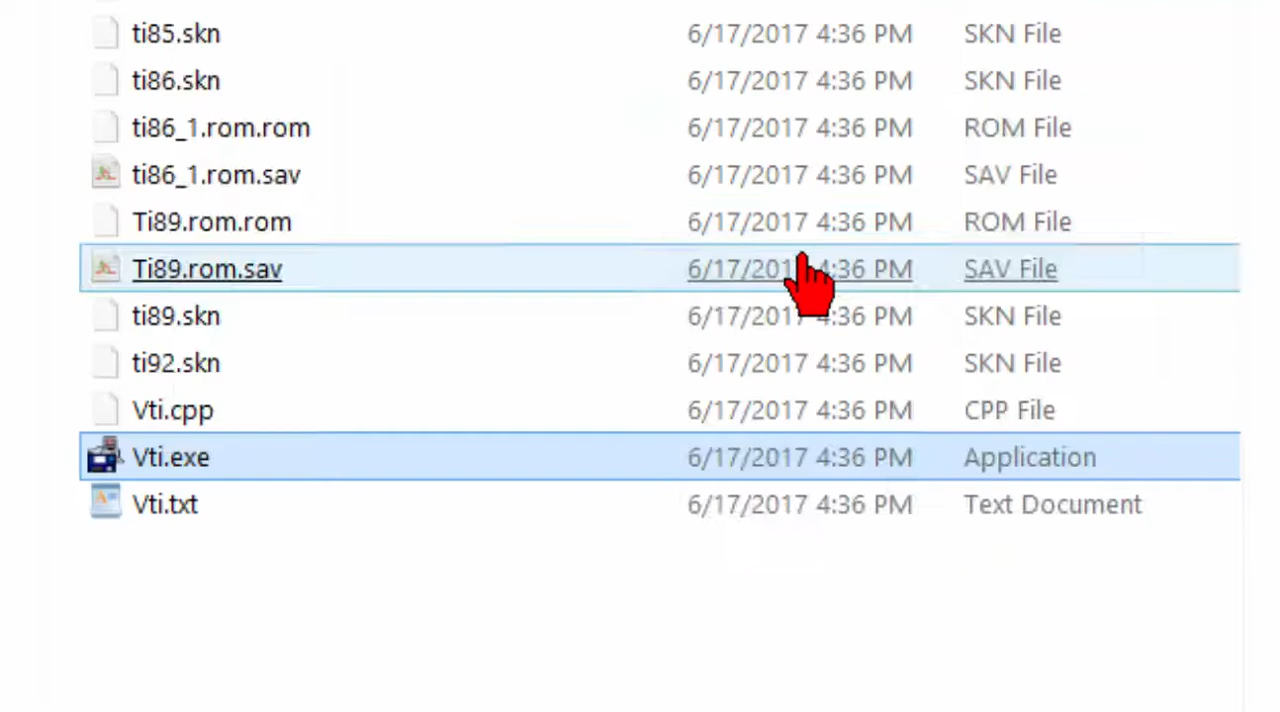 ti85.skn 6/17/2017 4:36 PM SKN File
ti86.skn 6/17/2017 4:36 PM SKN File
ti86_1.rom.rom 6/17/2017 4:36 PM ROM File
ti86_1.rom.sav 6/17/2017 4:36 PM SAV File
Ti89.rom.rom 6/17/2017 4:36 PM ROM File
Ti89.rom.sav 6/17/201 4:36 PM SAV File
ti89.skn 6/17/201 4:36 PM SKN File
ti92.skn 6/17/2017 4:36 PM SKN File
Vti.cpp 6/17/2017 4:36 PM CPP File
Vti.exe 6/17/2017 4:36 PM Application
Vti.txt 6/17/2017 4:36 PM Text Document